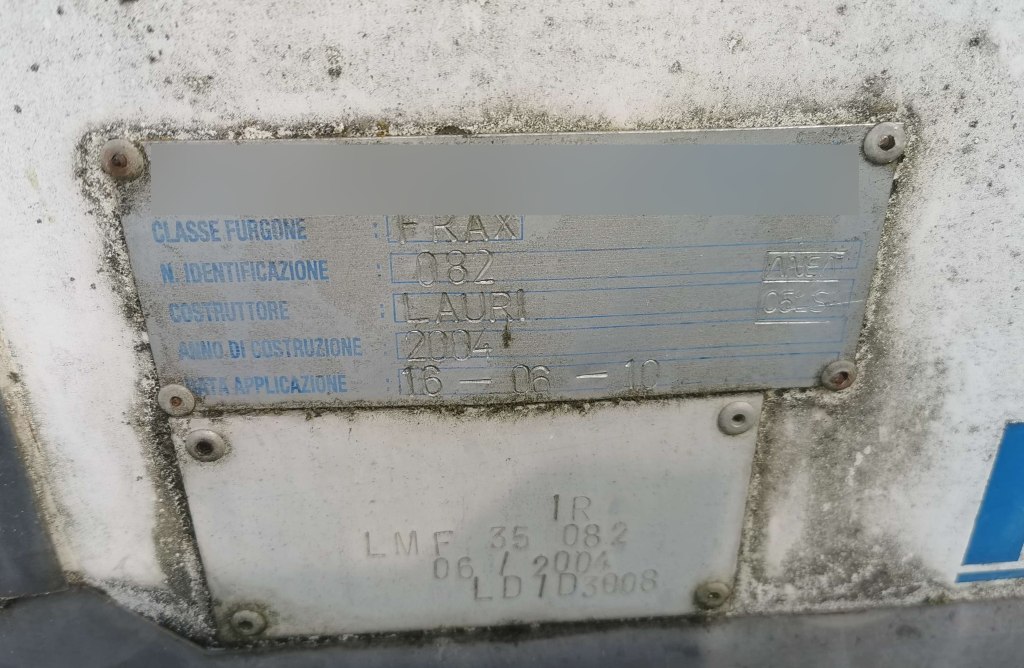 CLASSE FURGONE : FRAX
N. IDENTIFICAZIONE : 082
COSTRUTTORE : LAURI
ANNO DI COSTRUZIONE : 2004
DATA APPLICAZIONE : 16 - 06 - 10
IR
LMF 35 082
06 / 2004
LD/D3008